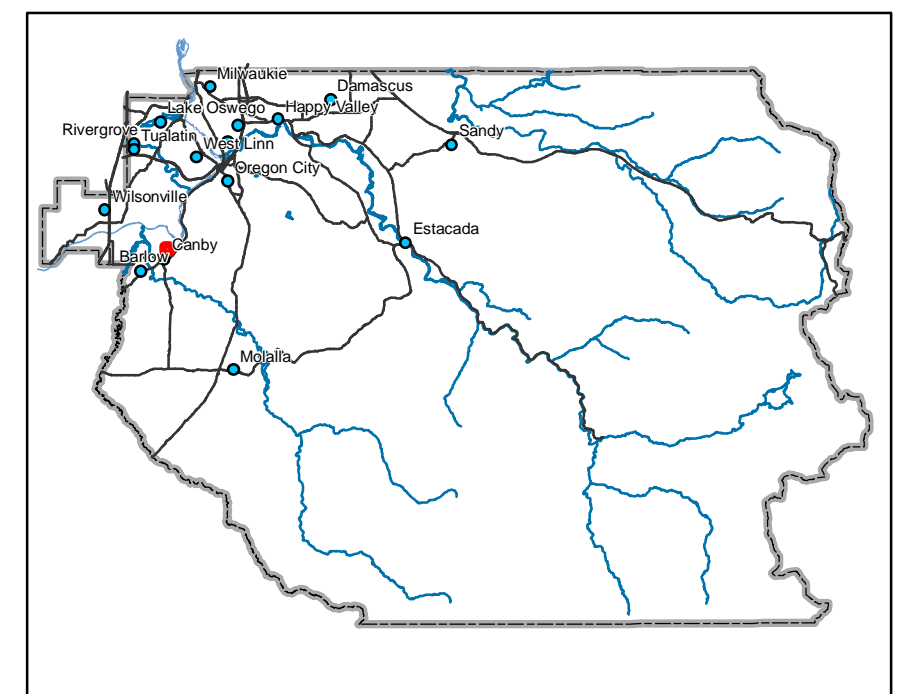 Milwaukie
Damascus
Lake Oswego
Happy Valley
Rivergrove
Tualatin
Sandy
West Linn
Oregon City
Wilsonville
Estacada
Canby
Barlow
Molalla